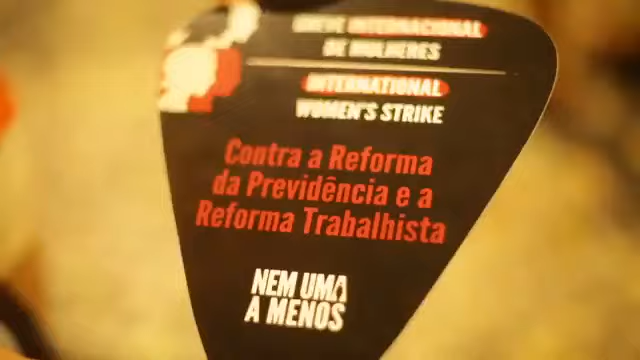 GREVE INTERNACIONAL
DE MULHERES
INTERNATIONAL
WOMEN'S STRIKE
Contra a Reforma
da Previdência e a
Reforma Trabalhista
NEM UMA
A MENOS